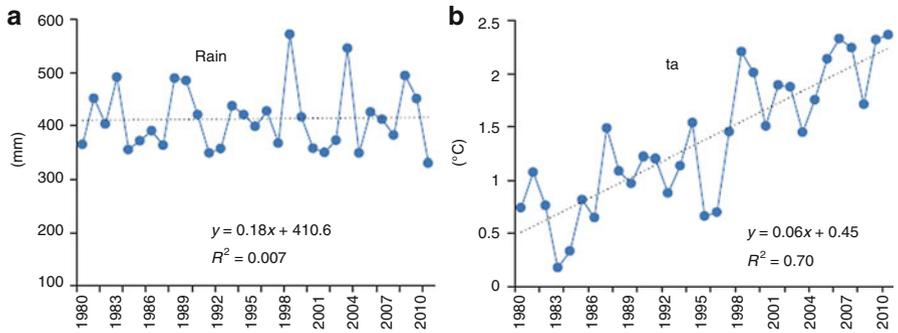 a
600
500
400
300
200
100
(mm)
Rain
y = 0.18x + 410.6
R² = 0.007
1980 1983 1986 1989 1992 1995 1998 2001 2004 2007 2010
b
2.5
2
1.5
1
0.5
0
(°C)
ta
y = 0.06x + 0.45
R² = 0.70
1980 1983 1986 1989 1992 1995 1998 2001 2004 2007 2010